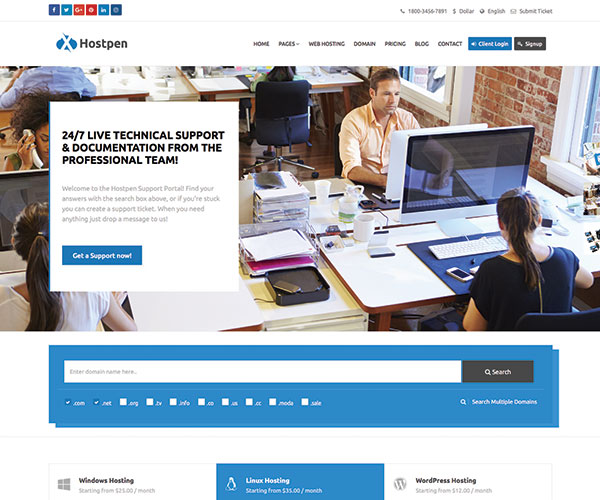 1800-3456-7891 $ Dollar English Submit Ticket
Hostpen
HOME PAGES WEB HOSTING DOMAIN PRICING BLOG CONTACT Client Login Signup
24/7 LIVE TECHNICAL SUPPORT
& DOCUMENTATION FROM THE
PROFESSIONAL TEAM!
Welcome to the Hostpen Support Portal! Find your
answers with the search box above, or if you're stuck
you can create a support ticket. When you need
anything just drop a message to us!
Get a Support now!
Enter domain name here.. Search
.com .net .org .tv .info .co .us .cc .moda .sale Search Multiple Domains
Windows Hosting
Starting from $25.00 / month
Linux Hosting
Starting from $35.00 / month
WordPress Hosting
Starting from $12.00 / month